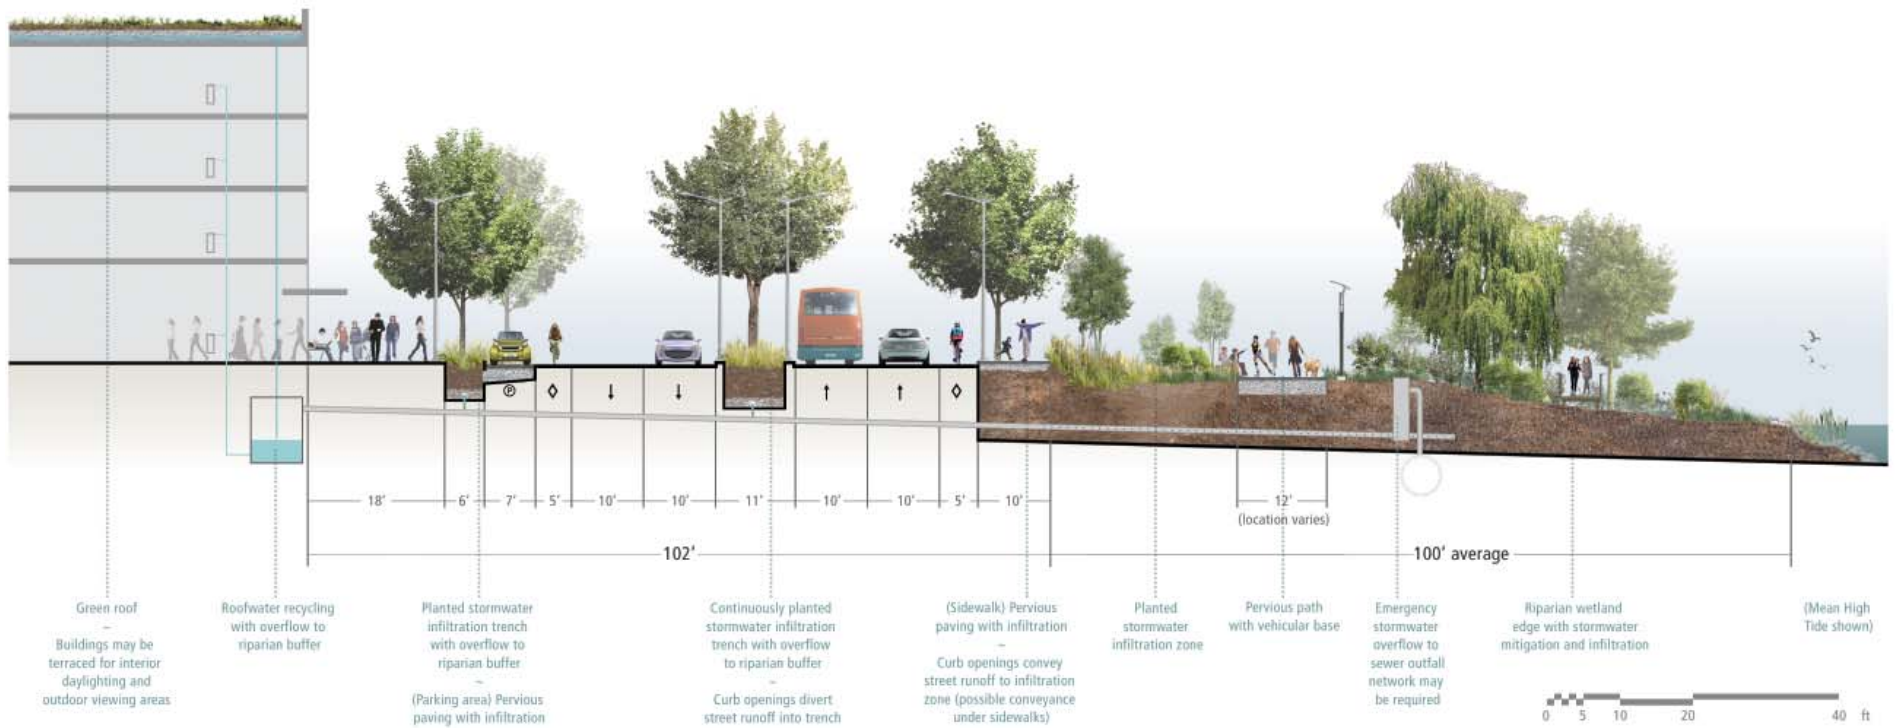 P
18'
6'
7'
5'
10'
10'
11'
10'
10'
5'
10'
12'
(location varies)
102'
100' average
Green roof
~
Buildings may be
terraced for interior
daylighting and
outdoor viewing areas
Roofwater recycling
with overflow to
riparian buffer
Planted stormwater
infiltration trench
with overflow to
riparian buffer
~
(Parking area) Pervious
paving with infiltration
Continuously planted
stormwater infiltration
trench with overflow
to riparian buffer
~
Curb openings divert
street runoff into trench
(Sidewalk) Pervious
paving with infiltration
~
Curb openings convey
street runoff to infiltration
zone (possible conveyance
under sidewalks)
Planted
stormwater
infiltration zone
Pervious path
with vehicular base
Emergency
stormwater
overflow to
sewer outfall
network may
be required
Riparian wetland
edge with stormwater
mitigation and infiltration
(Mean High
Tide shown)
0 5 10 20 40 ft